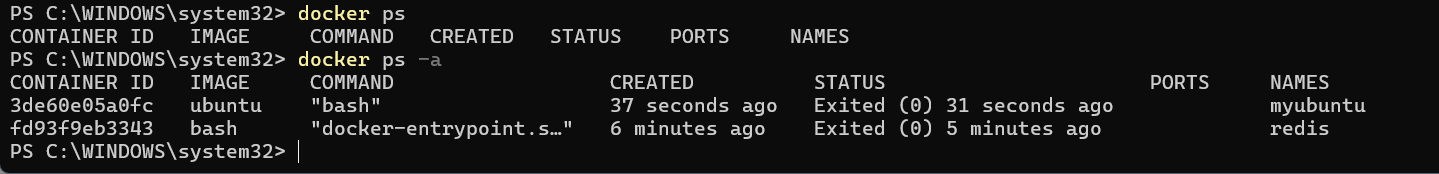 PS C:\WINDOWS\system32> docker ps
CONTAINER ID   IMAGE     COMMAND   CREATED   STATUS    PORTS     NAMES
PS C:\WINDOWS\system32> docker ps -a
CONTAINER ID   IMAGE     COMMAND                  CREATED          STATUS                      PORTS     NAMES
3de60e05a0fc   ubuntu    "bash"                   37 seconds ago   Exited (0) 31 seconds ago             myubuntu
fd93f9eb3343   bash      "docker-entrypoint.s…"   6 minutes ago    Exited (0) 5 minutes ago              redis
PS C:\WINDOWS\system32>